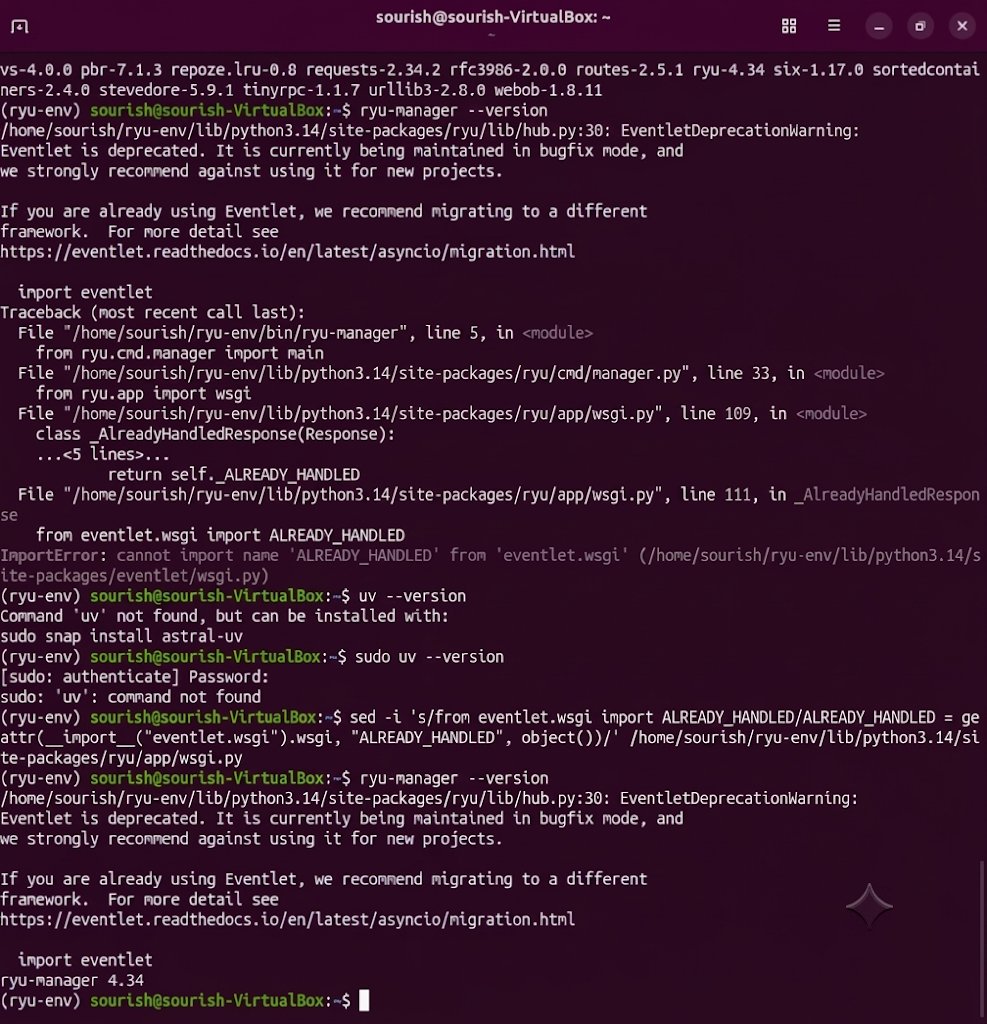 sourish@sourish-VirtualBox: ~
~
vs-4.0.0 pbr-7.1.3 repoze.lru-0.8 requests-2.34.2 rfc3986-2.0.0 routes-2.5.1 ryu-4.34 six-1.17.0 sortedcontai
ners-2.4.0 stevedore-5.9.1 tinyrpc-1.1.7 urllib3-2.8.0 webob-1.8.11
(ryu-env) sourish@sourish-VirtualBox:~$ ryu-manager --version
/home/sourish/ryu-env/lib/python3.14/site-packages/ryu/lib/hub.py:30: EventletDeprecationWarning:
Eventlet is deprecated. It is currently being maintained in bugfix mode, and
we strongly recommend against using it for new projects.

If you are already using Eventlet, we recommend migrating to a different
framework.  For more detail see
https://eventlet.readthedocs.io/en/latest/asyncio/migration.html

  import eventlet
Traceback (most recent call last):
  File "/home/sourish/ryu-env/bin/ryu-manager", line 5, in <module>
    from ryu.cmd.manager import main
  File "/home/sourish/ryu-env/lib/python3.14/site-packages/ryu/cmd/manager.py", line 33, in <module>
    from ryu.app import wsgi
  File "/home/sourish/ryu-env/lib/python3.14/site-packages/ryu/app/wsgi.py", line 109, in <module>
    class _AlreadyHandledResponse(Response):
    ...<5 lines>...
            return self._ALREADY_HANDLED
  File "/home/sourish/ryu-env/lib/python3.14/site-packages/ryu/app/wsgi.py", line 111, in _AlreadyHandledRespon
se
    from eventlet.wsgi import ALREADY_HANDLED
ImportError: cannot import name 'ALREADY_HANDLED' from 'eventlet.wsgi' (/home/sourish/ryu-env/lib/python3.14/s
ite-packages/eventlet/wsgi.py)
(ryu-env) sourish@sourish-VirtualBox:~$ uv --version
Command 'uv' not found, but can be installed with:
sudo snap install astral-uv
(ryu-env) sourish@sourish-VirtualBox:~$ sudo uv --version
[sudo: authenticate] Password:
sudo: 'uv': command not found
(ryu-env) sourish@sourish-VirtualBox:~$ sed -i 's/from eventlet.wsgi import ALREADY_HANDLED/ALREADY_HANDLED = ge
attr(__import__("eventlet.wsgi").wsgi, "ALREADY_HANDLED", object())/' /home/sourish/ryu-env/lib/python3.14/si
te-packages/ryu/app/wsgi.py
(ryu-env) sourish@sourish-VirtualBox:~$ ryu-manager --version
/home/sourish/ryu-env/lib/python3.14/site-packages/ryu/lib/hub.py:30: EventletDeprecationWarning:
Eventlet is deprecated. It is currently being maintained in bugfix mode, and
we strongly recommend against using it for new projects.

If you are already using Eventlet, we recommend migrating to a different
framework.  For more detail see
https://eventlet.readthedocs.io/en/latest/asyncio/migration.html

  import eventlet
ryu-manager 4.34
(ryu-env) sourish@sourish-VirtualBox:~$